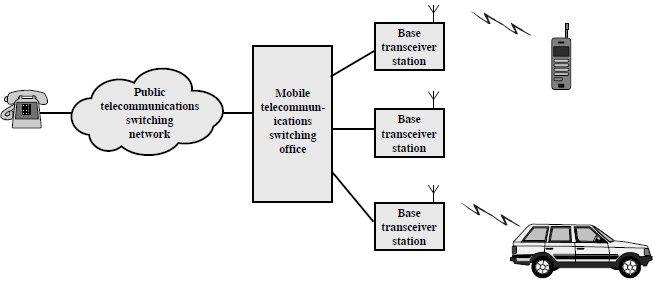 Public
telecommunications
switching
network
Mobile
telecommun-
ications
switching
office
Base
transceiver
station
Base
transceiver
station
Base
transceiver
station